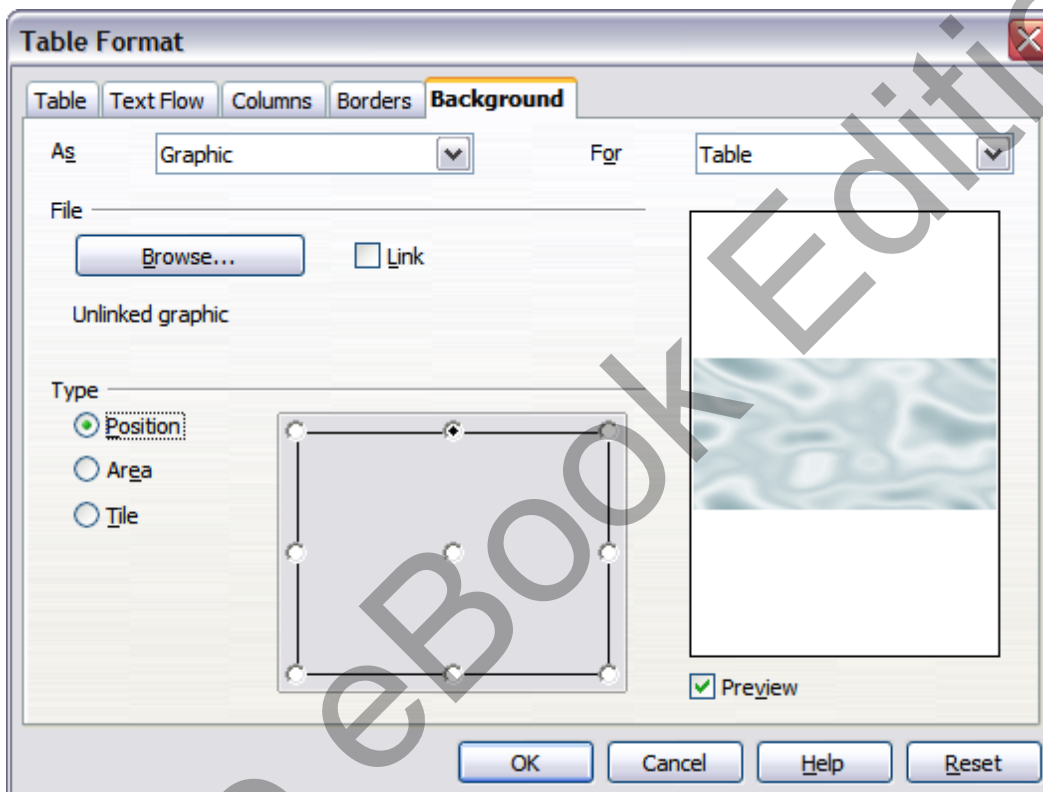 Table Format
Table Text Flow Columns Borders Background
As Graphic For Table
File
Browse... Link
Unlinked graphic
Type
Position
Area
Tile
Preview
OK Cancel Help Reset
eBook Editio